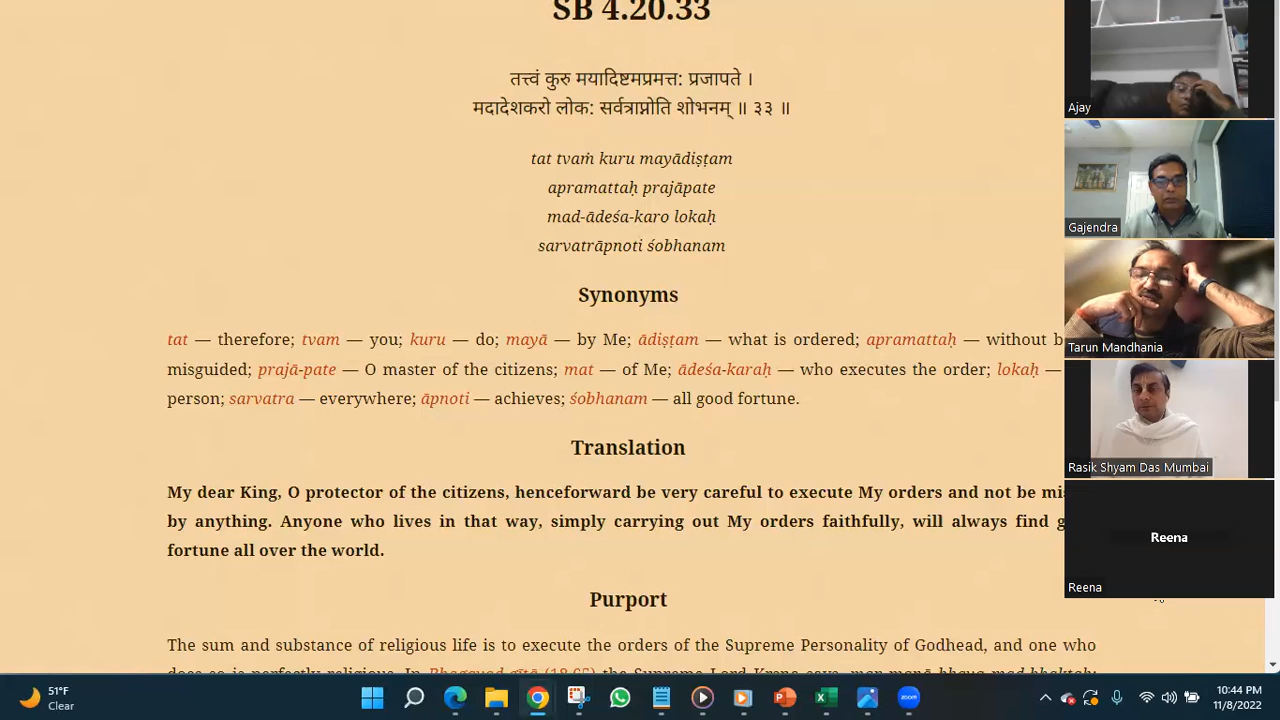 SB 4.20.33
तत्त्वं कुरु मयादिष्टमप्रमत्त: प्रजापते ।
मदादेशकरो लोक: सर्वत्राप्नोति शोभनम् ॥ ३३ ॥
tat tvaṁ kuru mayādiṣṭam
apramattaḥ prajāpate
mad-ādeśa-karo lokaḥ
sarvatrāpnoti śobhanam
Synonyms
tat — therefore; tvam — you; kuru — do; mayā — by Me; ādiṣṭam — what is ordered; apramattaḥ — without
misguided; prajā-pate — O master of the citizens; mat — of Me; ādeśa-karaḥ — who executes the order; lokaḥ —
person; sarvatra — everywhere; āpnoti — achieves; śobhanam — all good fortune.
Translation
My dear King, O protector of the citizens, henceforward be very careful to execute My orders and not be
by anything. Anyone who lives in that way, simply carrying out My orders faithfully, will always find
fortune all over the world.
Purport
The sum and substance of religious life is to execute the orders of the Supreme Personality of Godhead, and one who
Ajay
Gajendra
Tarun Mandhania
Rasik Shyam Das Mumbai
Reena
Reena
51°F
Clear
zoom
10:44 PM
11/8/2022